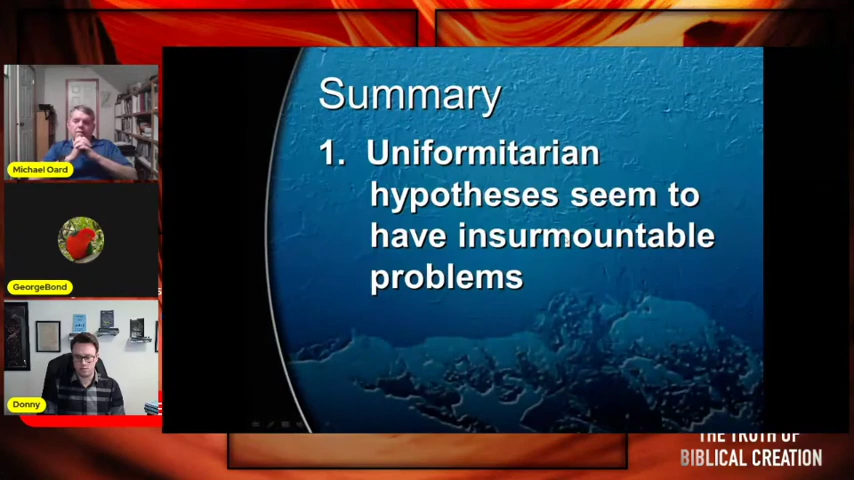 Summary
1. Uniformitarian
hypotheses seem to
have insurmountable
problems
Michael Oard
GeorgeBond
Donny
THE TRUTH OF
BIBLICAL CREATION